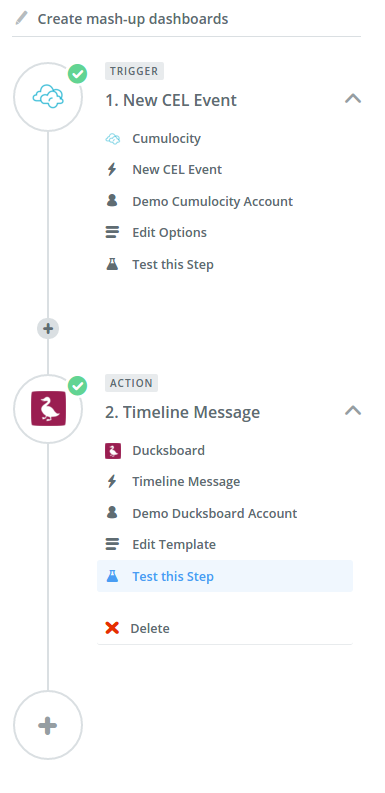 Create mash-up dashboards
TRIGGER
1. New CEL Event
Cumulocity
New CEL Event
Demo Cumulocity Account
Edit Options
Test this Step
ACTION
2. Timeline Message
Ducksboard
Timeline Message
Demo Ducksboard Account
Edit Template
Test this Step
Delete